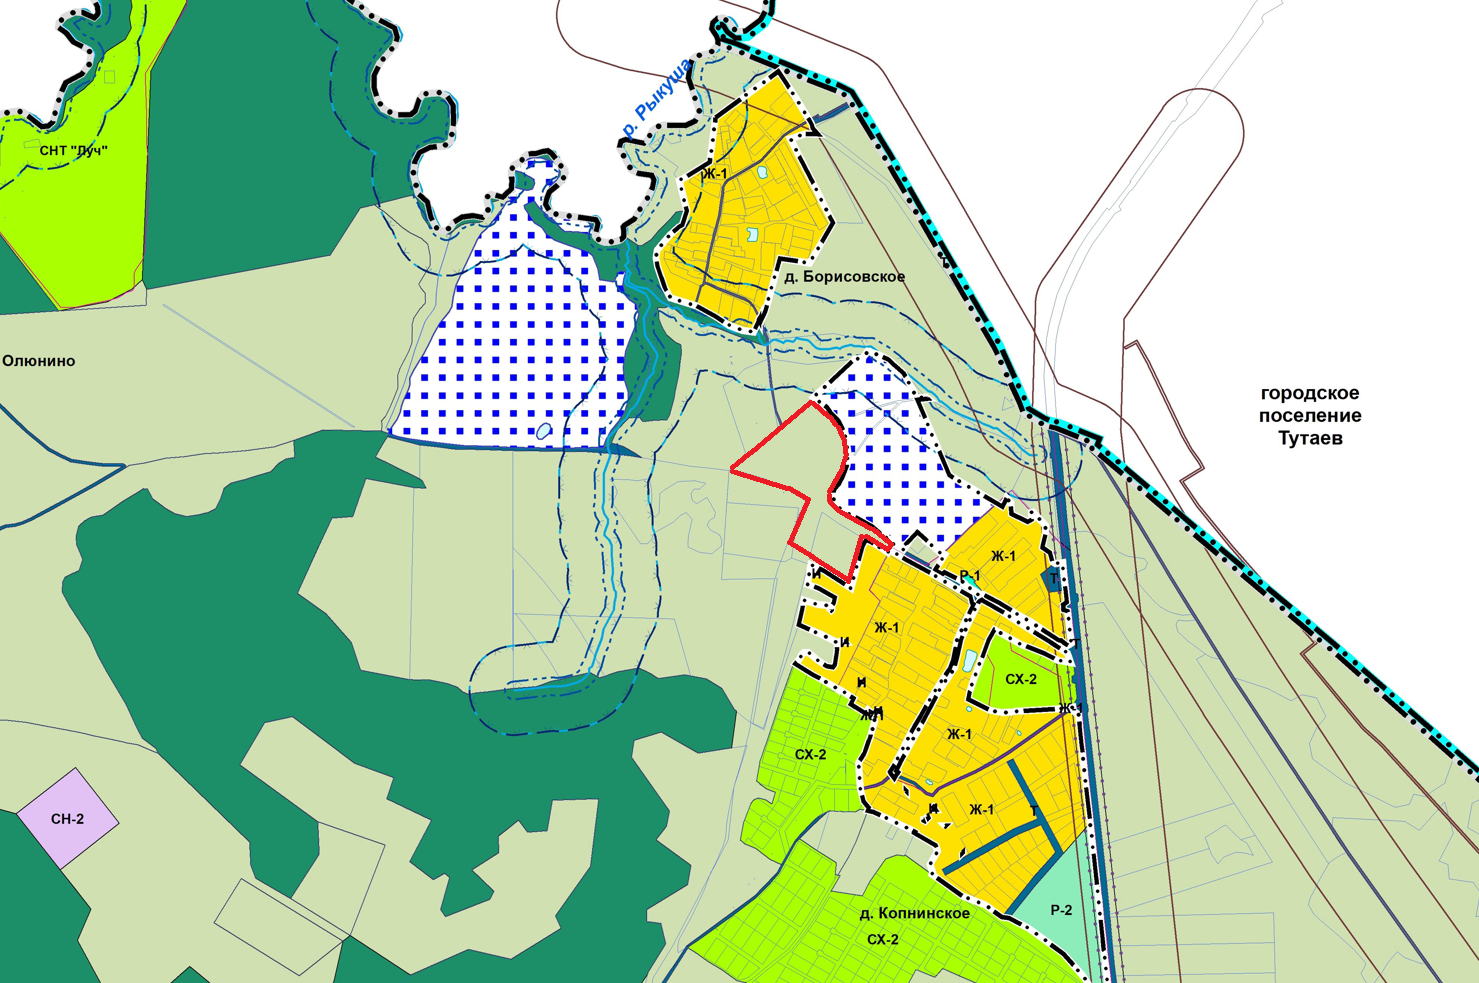 р. Рыкуша
СНТ "Луч"
Ж-1
Т
д. Борисовское
Олюнино
городское
поселение
Тутаев
Ж-1
Р-1
Т
И
Ж-1
И
Т
СХ-2
И
И
Ж-1
Ж-1
Ж-1
СХ-2
И
Ж-1
Т
СН-2
Р-2
д. Копнинское
СХ-2